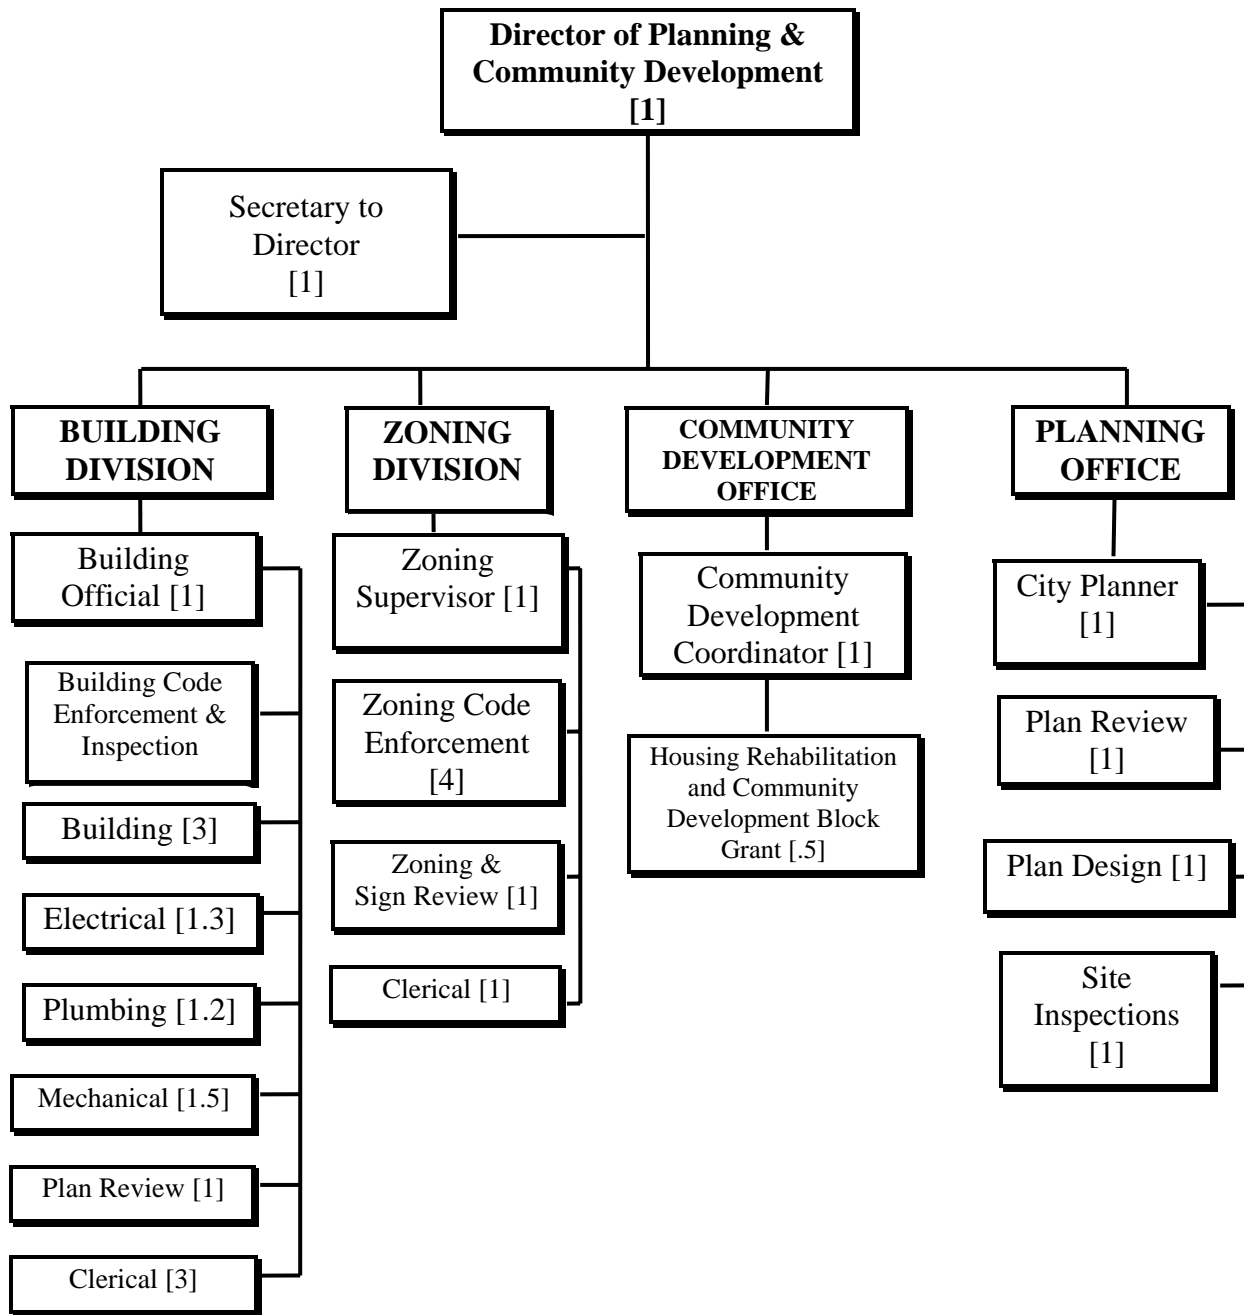 Director of Planning &
Community Development
[1]
Secretary to
Director
[1]
BUILDING
DIVISION
Building
Official [1]
Building Code
Enforcement &
Inspection
Building [3]
Electrical [1.3]
Plumbing [1.2]
Mechanical [1.5]
Plan Review [1]
Clerical [3]
ZONING
DIVISION
Zoning
Supervisor [1]
Zoning Code
Enforcement
[4]
Zoning &
Sign Review [1]
Clerical [1]
COMMUNITY
DEVELOPMENT
OFFICE
Community
Development
Coordinator [1]
Housing Rehabilitation
and Community
Development Block
Grant [.5]
PLANNING
OFFICE
City Planner
[1]
Plan Review
[1]
Plan Design [1]
Site
Inspections
[1]